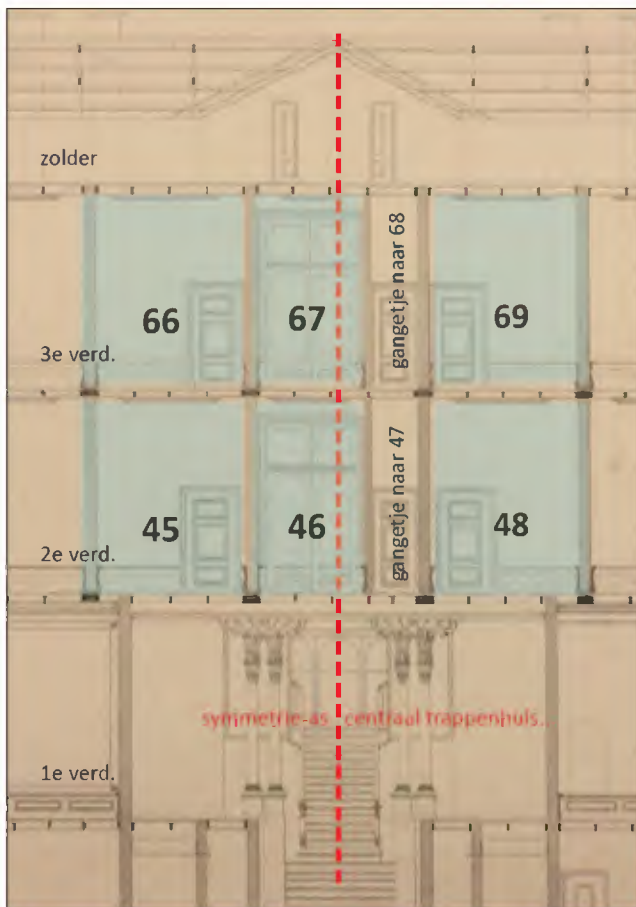 zolder
66
67
gangetje naar 68
69
3e verd.
45
46
gangetje naar 47
48
2e verd.
symmetrie-as centraal trappenhuis.
1e verd.